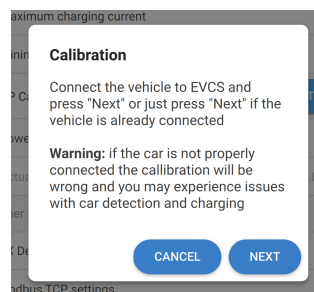 aximum charging current
Calibration
Connect the vehicle to EVCS and
press "Next" or just press "Next" if the
vehicle is already connected
Warning: if the car is not properly
connected the callibration will be
wrong and you may experience issues
with car detection and charging
CANCEL
NEXT
odbus TCP settings